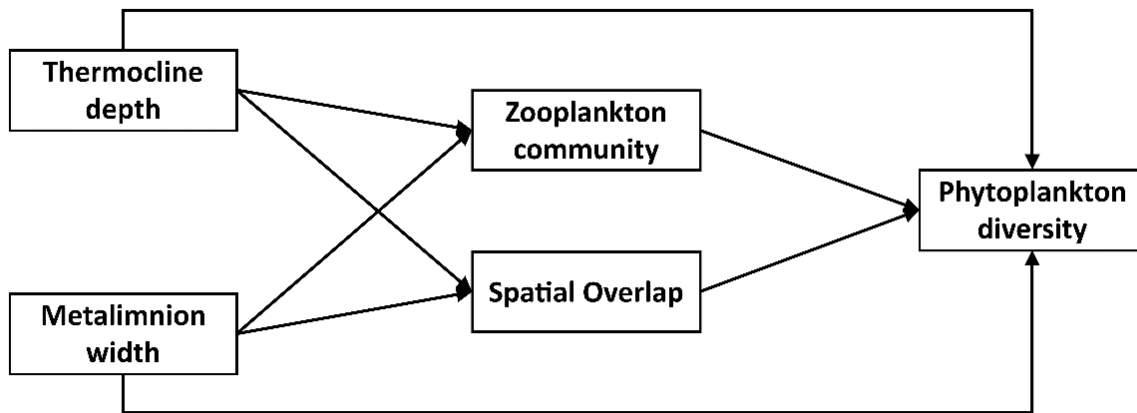 Thermocline
depth
Zooplankton
community
Phytoplankton
diversity
Spatial Overlap
Metalimnion
width